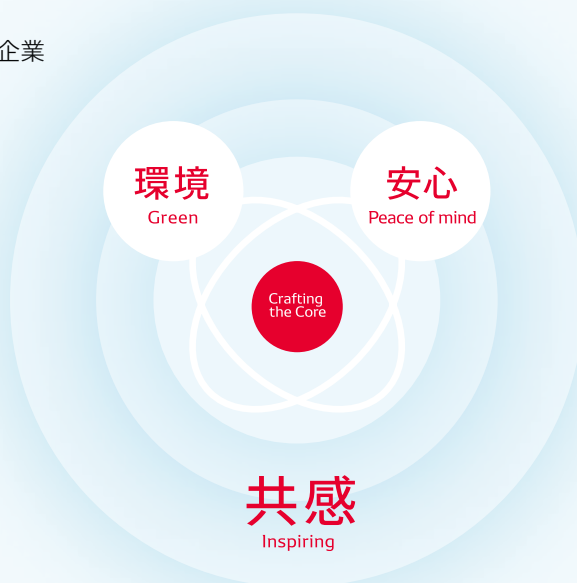 企業
環境
Green
安心
Peace of mind
Crafting
the Core
共感
Inspiring